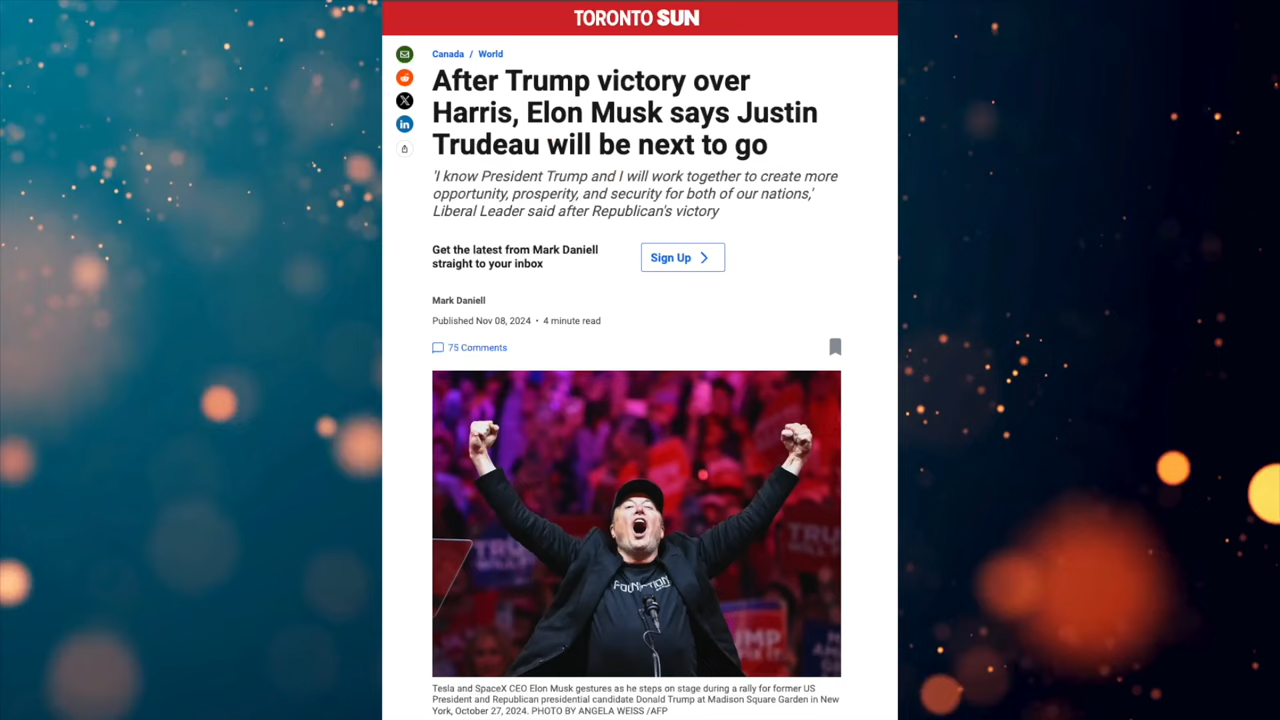 TORONTO SUN
Canada / World
After Trump victory over
Harris, Elon Musk says Justin
Trudeau will be next to go
'I know President Trump and I will work together to create more
opportunity, prosperity, and security for both of our nations,'
Liberal Leader said after Republican's victory
Get the latest from Mark Daniell
straight to your inbox
Sign Up
Mark Daniell
Published Nov 08, 2024 • 4 minute read
75 Comments
TRU
TRU
FOUNDATION
Tesla and SpaceX CEO Elon Musk gestures as he steps on stage during a rally for former US
President and Republican presidential candidate Donald Trump at Madison Square Garden in New
York, October 27, 2024. PHOTO BY ANGELA WEISS /AFP